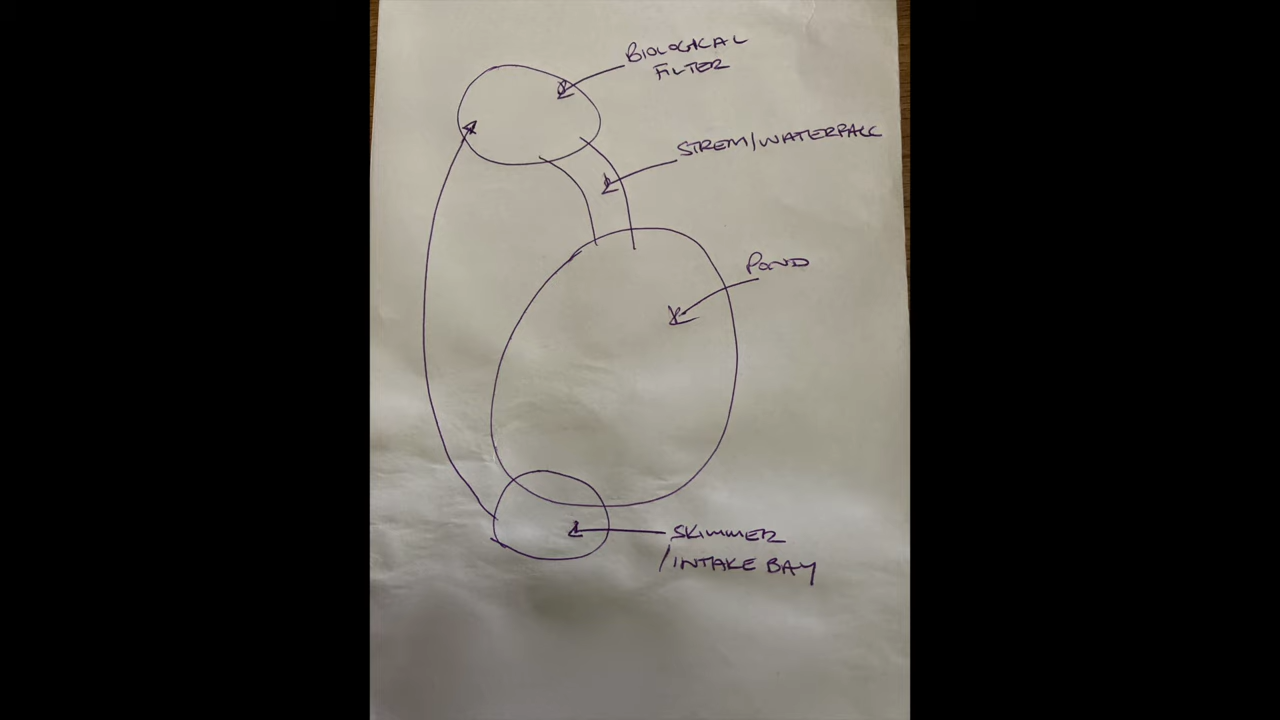 BIOLOGICAL
FILTER
STREM/WATERFALL
POND
SKIMMER
/INTAKE BAY